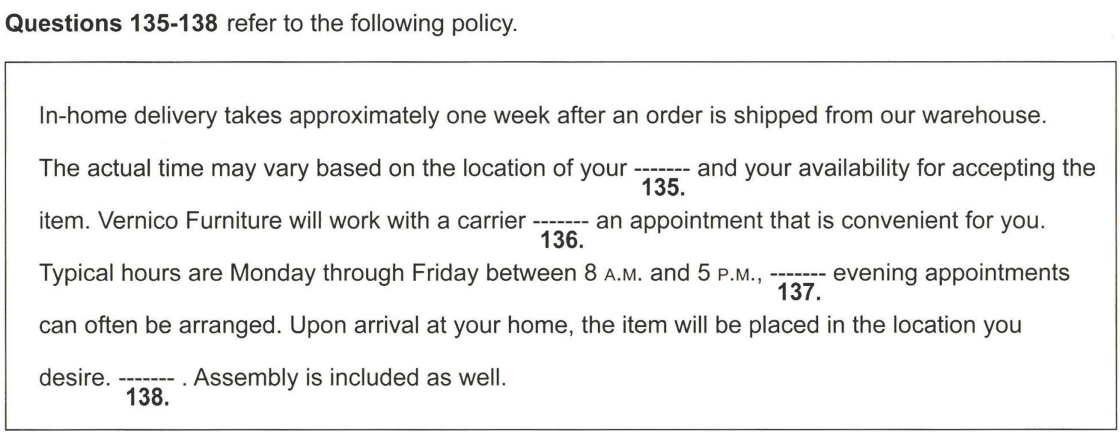 Questions 135-138 refer to the following policy.
In-home delivery takes approximately one week after an order is shipped from our warehouse.
The actual time may vary based on the location of your ------- and your availability for accepting the
135.
item. Vernico Furniture will work with a carrier ------- an appointment that is convenient for you.
136.
Typical hours are Monday through Friday between 8 A.M. and 5 P.M., ------- evening appointments
137.
can often be arranged. Upon arrival at your home, the item will be placed in the location you
desire. ------- . Assembly is included as well.
138.